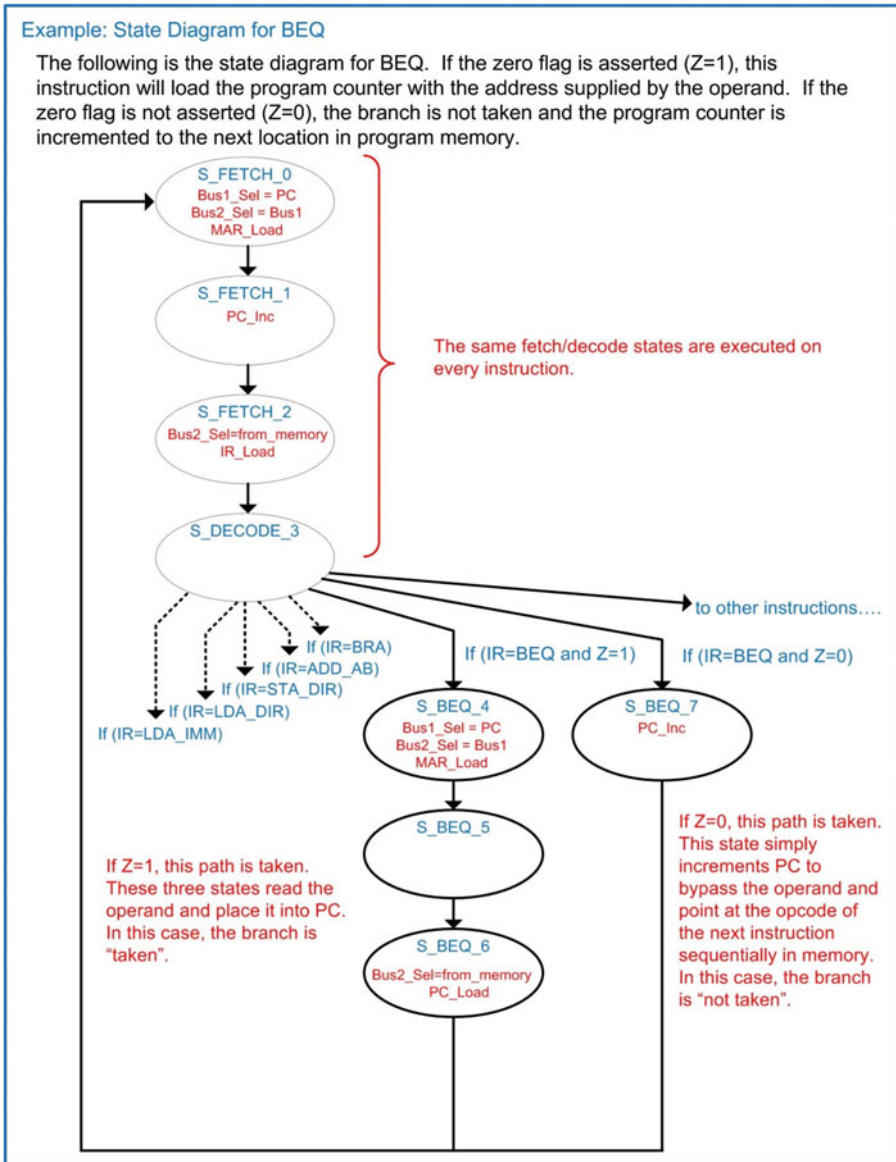 Example: State Diagram for BEQ
The following is the state diagram for BEQ. If the zero flag is asserted (Z=1), this
instruction will load the program counter with the address supplied by the operand. If the
zero flag is not asserted (Z=0), the branch is not taken and the program counter is
incremented to the next location in program memory.
S_FETCH_0
Bus1_Sel = PC
Bus2_Sel = Bus1
MAR_Load
S_FETCH_1
PC_Inc
The same fetch/decode states are executed on
every instruction.
S_FETCH_2
Bus2_Sel=from_memory
IR_Load
S_DECODE_3
to other instructions....
If (IR=BRA)
If (IR=ADD_AB)
If (IR=STA_DIR)
If (IR=LDA_DIR)
If (IR=LDA_IMM)
If (IR=BEQ and Z=1)
If (IR=BEQ and Z=0)
S_BEQ_4
Bus1_Sel = PC
Bus2_Sel = Bus1
MAR_Load
S_BEQ_7
PC_Inc
S_BEQ_5
If Z=1, this path is taken.
These three states read the
operand and place it into PC.
In this case, the branch is
“taken”.
S_BEQ_6
Bus2_Sel=from_memory
PC_Load
If Z=0, this path is taken.
This state simply
increments PC to
bypass the operand and
point at the opcode of
the next instruction
sequentially in memory.
In this case, the branch
is “not taken”.